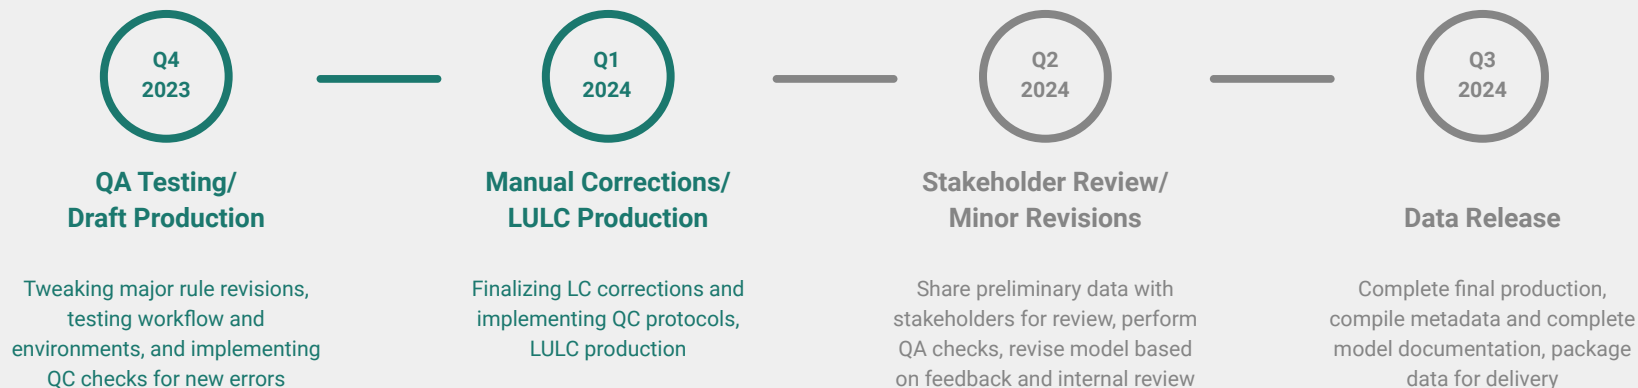 Q4
2023
QA Testing/
Draft Production
Tweaking major rule revisions,
testing workflow and
environments, and implementing
QC checks for new errors
Q1
2024
Manual Corrections/
LULC Production
Finalizing LC corrections and
implementing QC protocols,
LULC production
Q2
2024
Stakeholder Review/
Minor Revisions
Share preliminary data with
stakeholders for review, perform
QA checks, revise model based
on feedback and internal review
Q3
2024
Data Release
Complete final production,
compile metadata and complete
model documentation, package
data for delivery